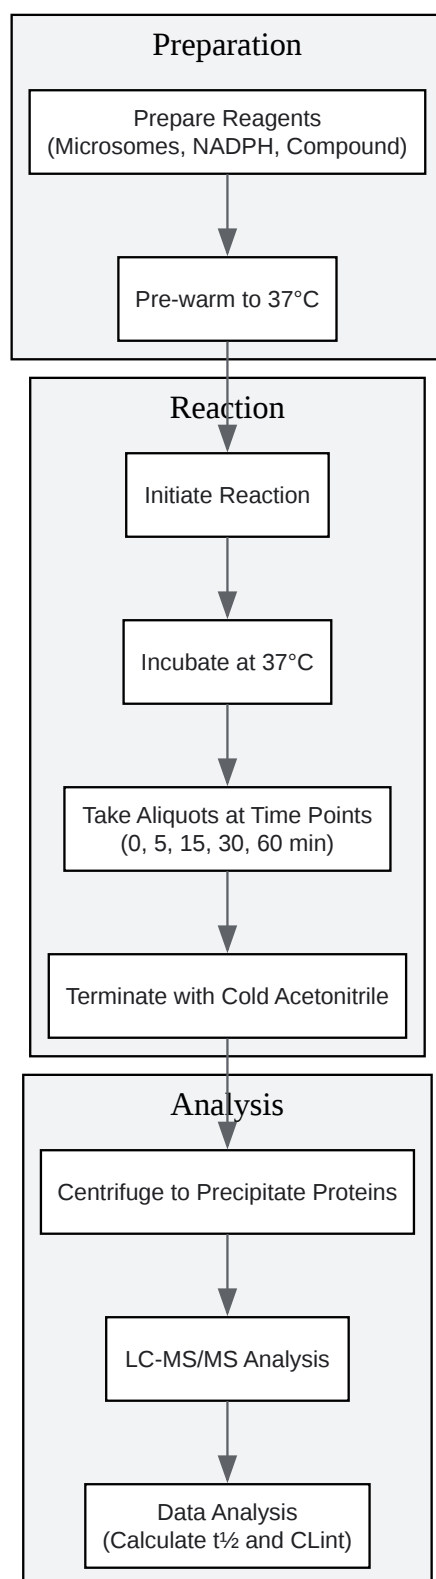 Preparation
Prepare Reagents
(Microsomes, NADPH, Compound)
Pre-warm to 37°C
Reaction
Initiate Reaction
Incubate at 37°C
Take Aliquots at Time Points
(0, 5, 15, 30, 60 min)
Terminate with Cold Acetonitrile
Analysis
Centrifuge to Precipitate Proteins
LC-MS/MS Analysis
Data Analysis
(Calculate t½ and CLint)